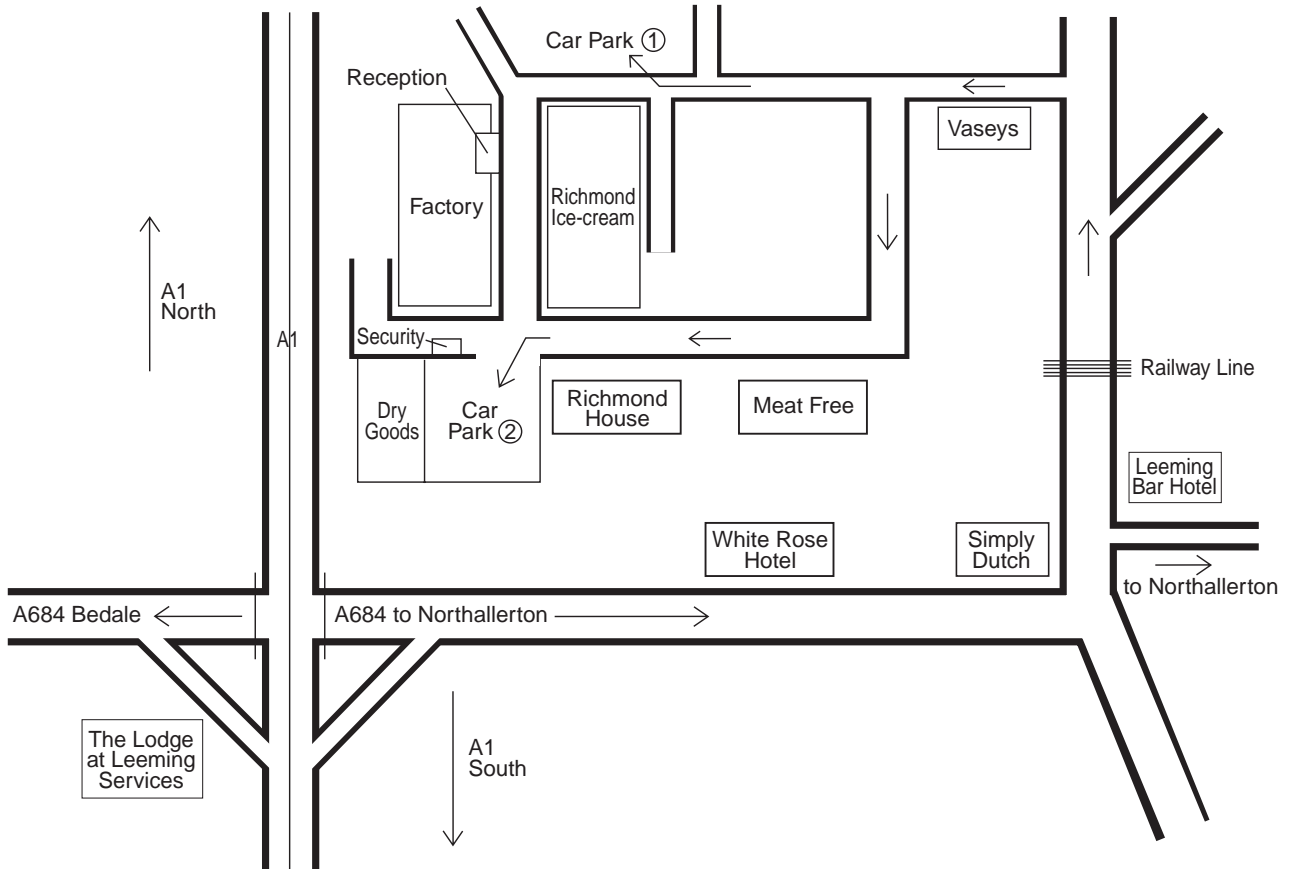 Car Park ①
Reception
Vaseys
Factory
Richmond
Ice-cream
A1
North
A1
Security
Railway Line
Dry
Goods
Car
Park ②
Richmond
House
Meat Free
Leeming
Bar Hotel
White Rose
Hotel
Simply
Dutch
to Northallerton
A684 Bedale
A684 to Northallerton
The Lodge
at Leeming
Services
A1
South